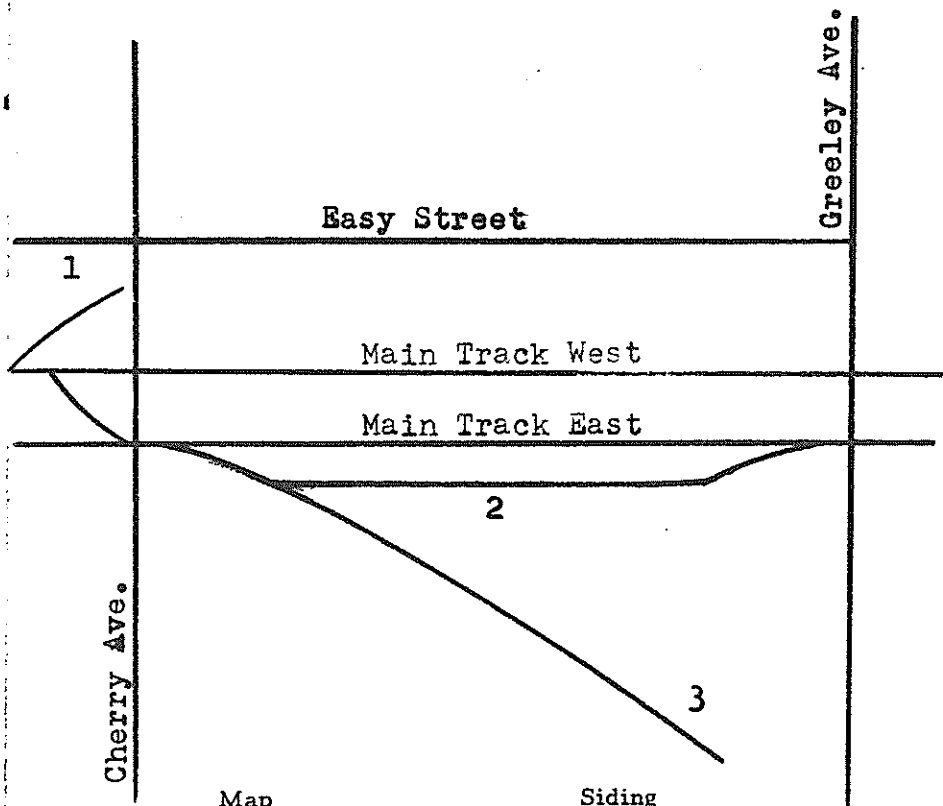 Greeley Ave.
Easy Street
1
Main Track West
Main Track East
2
Cherry Ave.
3
Map Siding